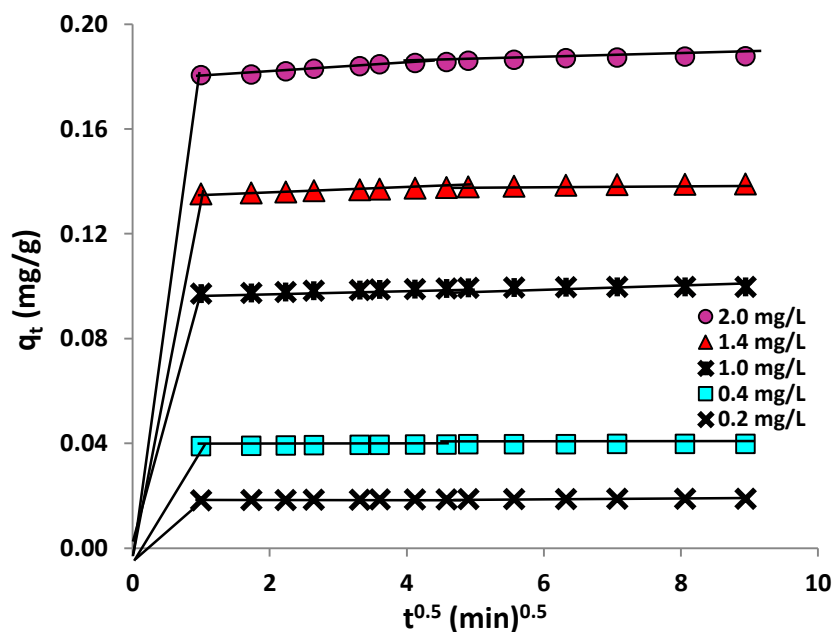 0.20
0.16
0.12
0.08
0.04
0.00
qt (mg/g)
2.0 mg/L
1.4 mg/L
1.0 mg/L
0.4 mg/L
0.2 mg/L
0 2 4 6 8 10
t^0.5 (min)^0.5